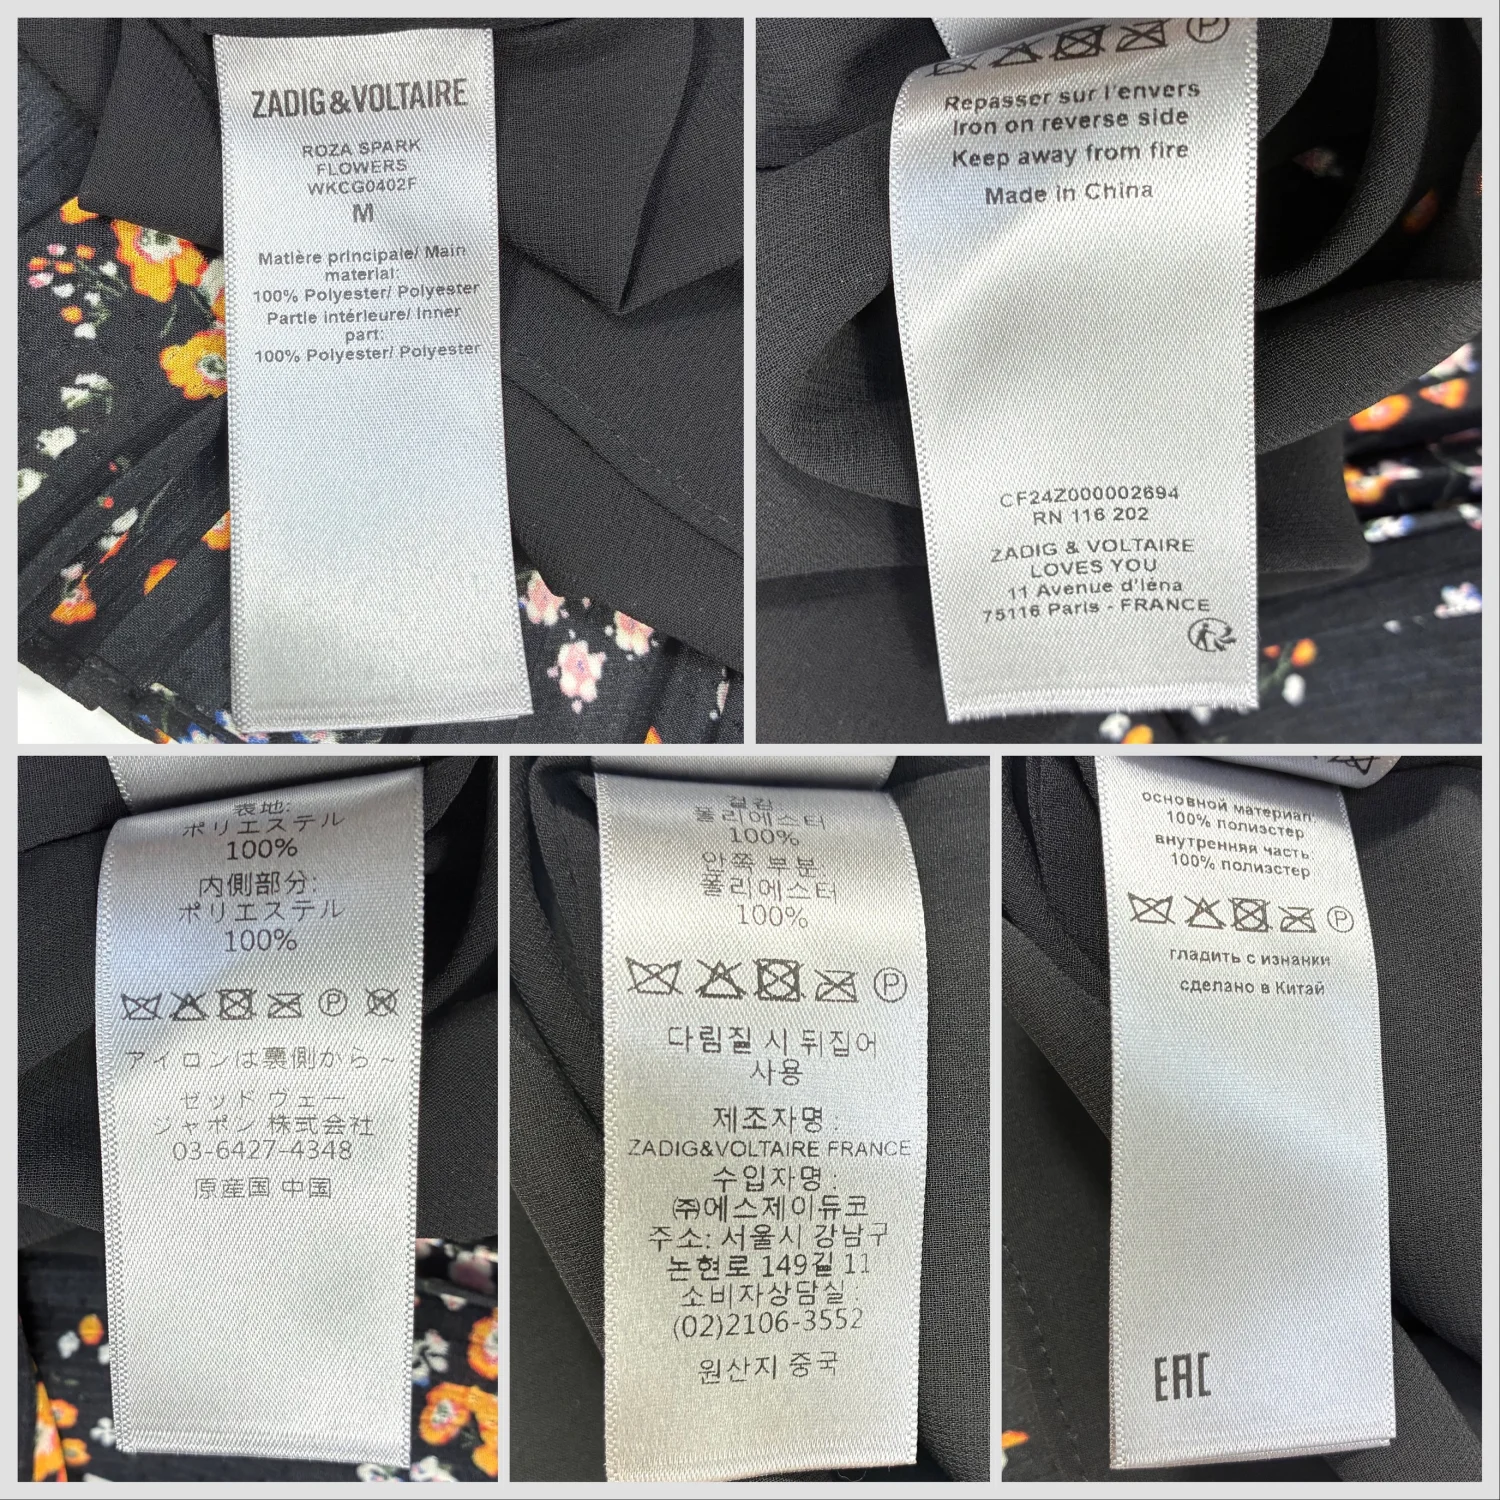 ZADIG&VOLTAIRE
ROZA SPARK
FLOWERS
WKCG0402F
M
Matière principale/ Main
material:
100% Polyester/ Polyester
Partie intérieure/ Inner
part:
100% Polyester/ Polyester
P
Repasser sur l'envers
Iron on reverse side
Keep away from fire
Made in China
CF24Z000002694
RN 116 202
ZADIG & VOLTAIRE
LOVES YOU
11 Avenue d'Iéna
75116 Paris - FRANCE
表地:
ポリエステル
100%
内側部分:
ポリエステル
100%
P
アイロンは裏側から~
ゼッド ヴェー
ジャポン 株式会社
03-6427-4348
原産国 中国
겉감
폴리에스터
100%
안쪽 부분
폴리에스터
100%
P
다림질 시 뒤집어
사용
제조자명 :
ZADIG&VOLTAIRE FRANCE
수입자명 :
㈜에스제이듀코
주소: 서울시 강남구
논현로 149길 11
소비자상담실 :
(02)2106-3552
원산지 중국
основной материал:
100% полиэстер
внутренняя часть:
100% полиэстер
P
гладить с изнанки
сделано в Китай
EAC